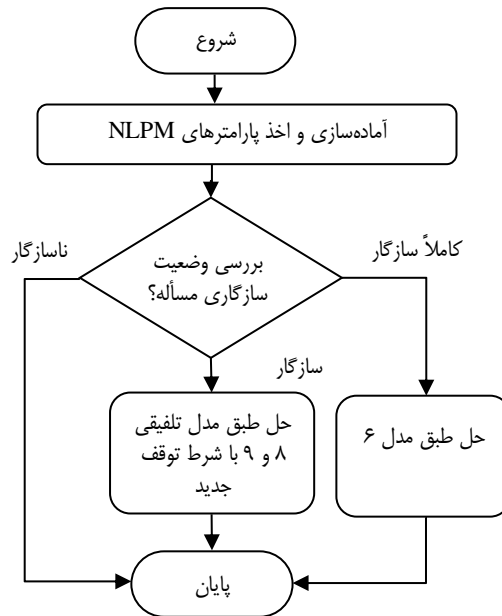 شروع
آماده‌سازی و اخذ پارامترهای NLPM
بررسی وضعیت
سازگاری مسأله؟
کاملاً سازگار
ناسازگار
سازگار
حل طبق مدل ۶
حل طبق مدل تلفیقی
۸ و ۹ با شرط توقف
جدید
پایان